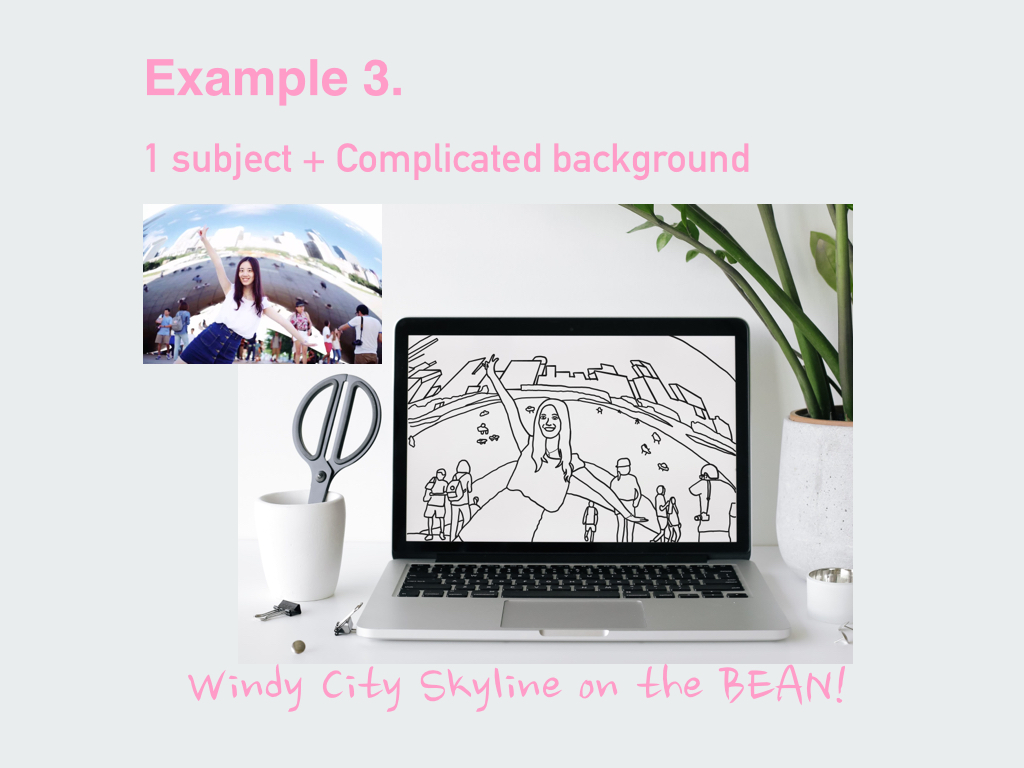 Example 3.
1 subject + Complicated background
Windy City Skyline on the BEAN!